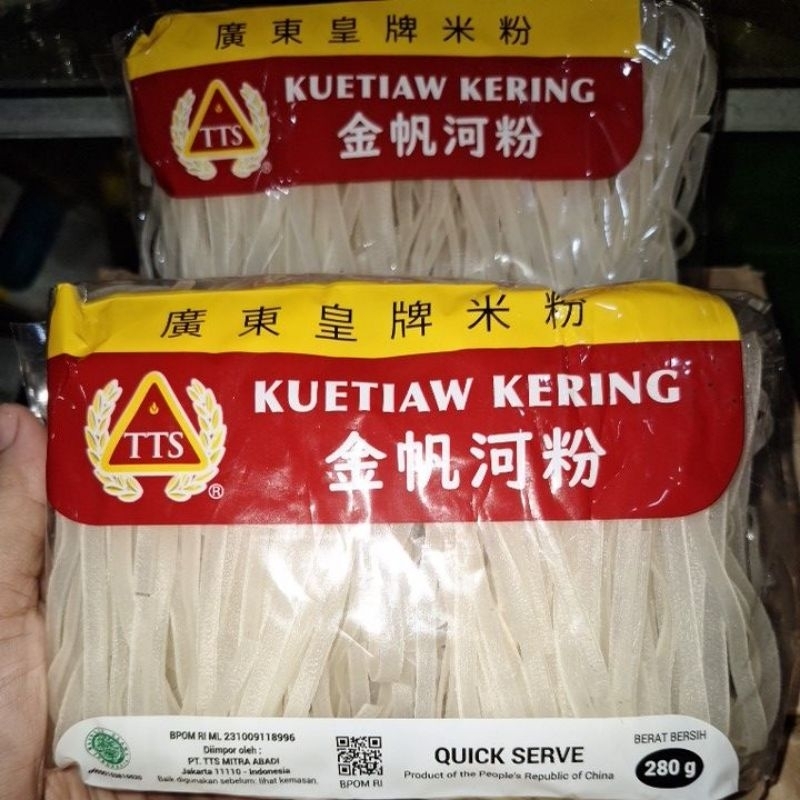 廣東皇牌米粉
TTS
®
KUETIAW KERING
金帆河粉
廣東皇牌米粉
TTS
®
KUETIAW KERING
金帆河粉
BPOM RI ML 231009118996
Diimpor oleh :
PT. TTS MITRA ABADI
Jakarta 11110 - Indonesia
Baik digunakan sebelum: lihat kemasan.
BPOM RI
QUICK SERVE
Product of the People's Republic of China
BERAT BERSIH
280 g